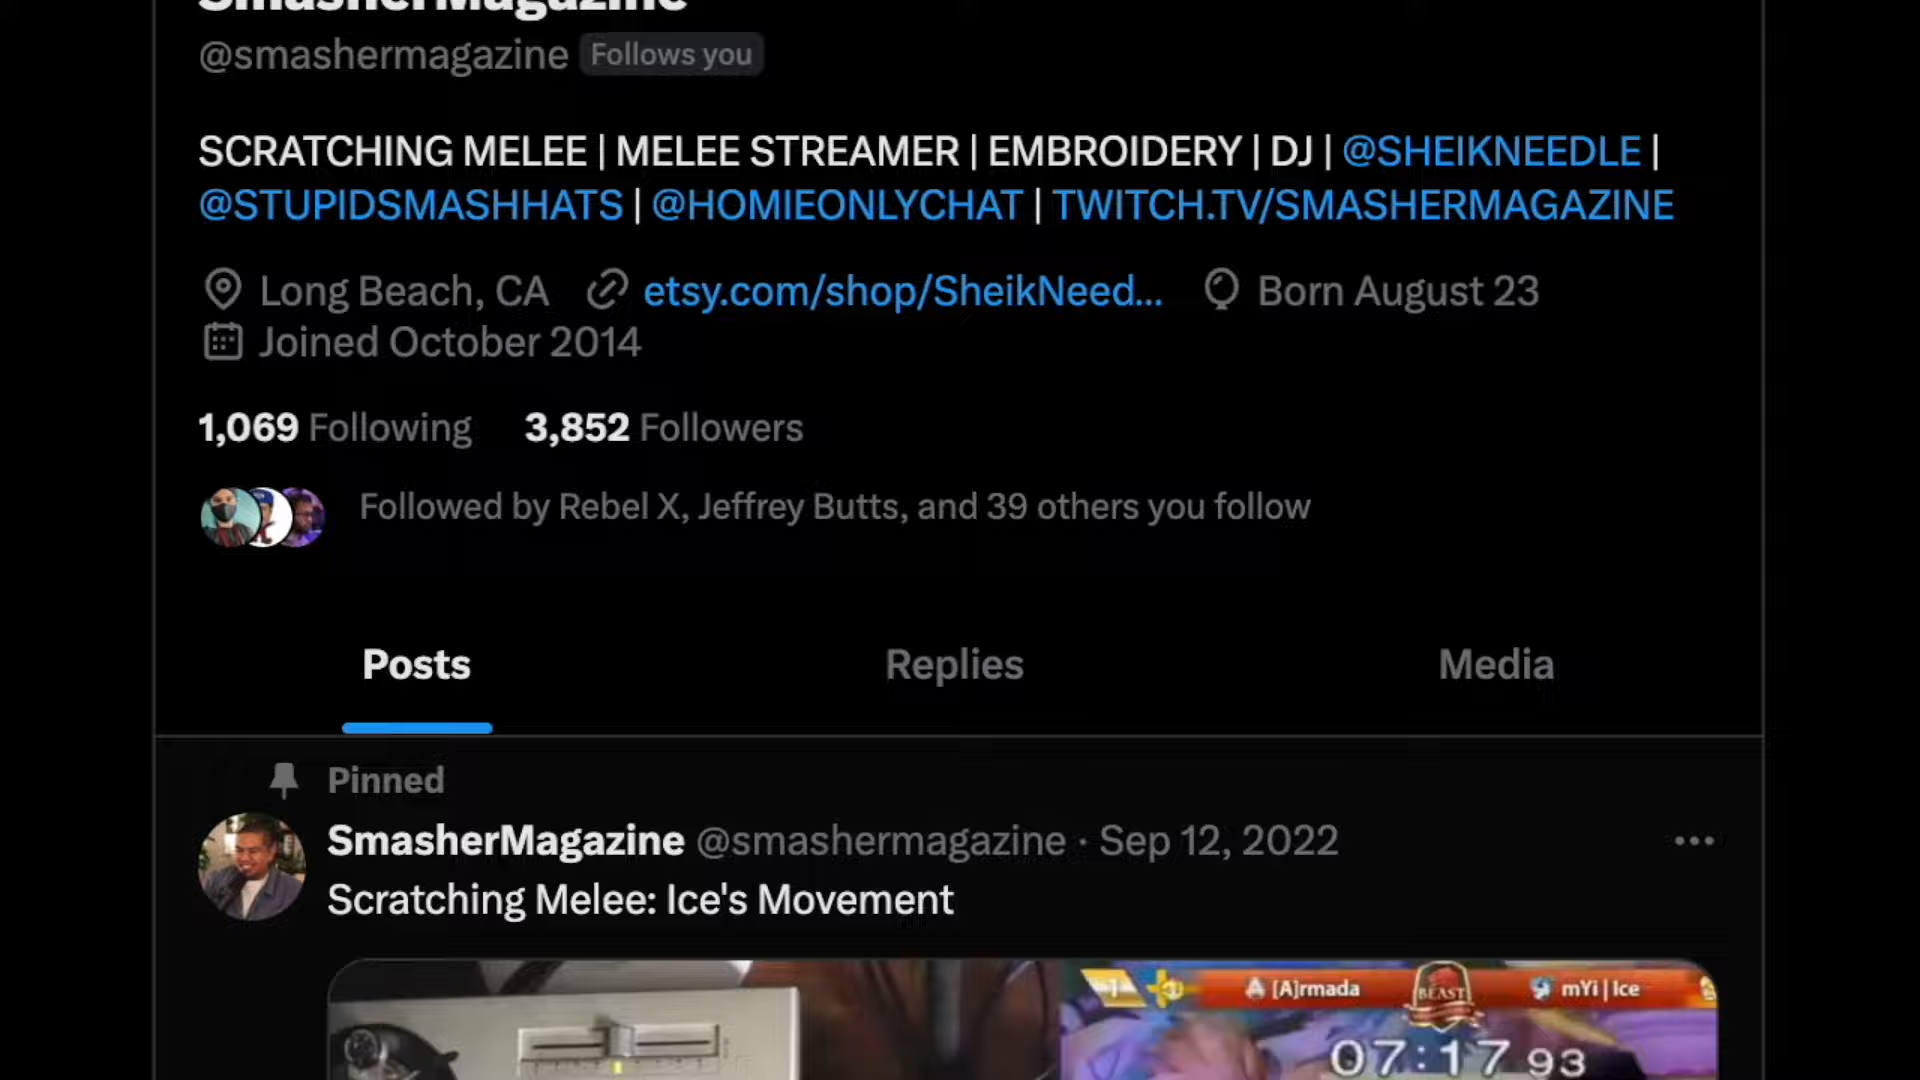 SmasherMagazine
@smashermagazine Follows you
SCRATCHING MELEE | MELEE STREAMER | EMBROIDERY | DJ | @SHEIKNEEDLE |
@STUPIDSMASHHATS | @HOMIEONLYCHAT | TWITCH.TV/SMASHERMAGAZINE
Long Beach, CA etsy.com/shop/SheikNeed... Born August 23
Joined October 2014
1,069 Following 3,852 Followers
Followed by Rebel X, Jeffrey Butts, and 39 others you follow
Posts Replies Media
Pinned
SmasherMagazine @smashermagazine · Sep 12, 2022
Scratching Melee: Ice's Movement
1 [A]rmada BEAST mYi | Ice
07:17 93